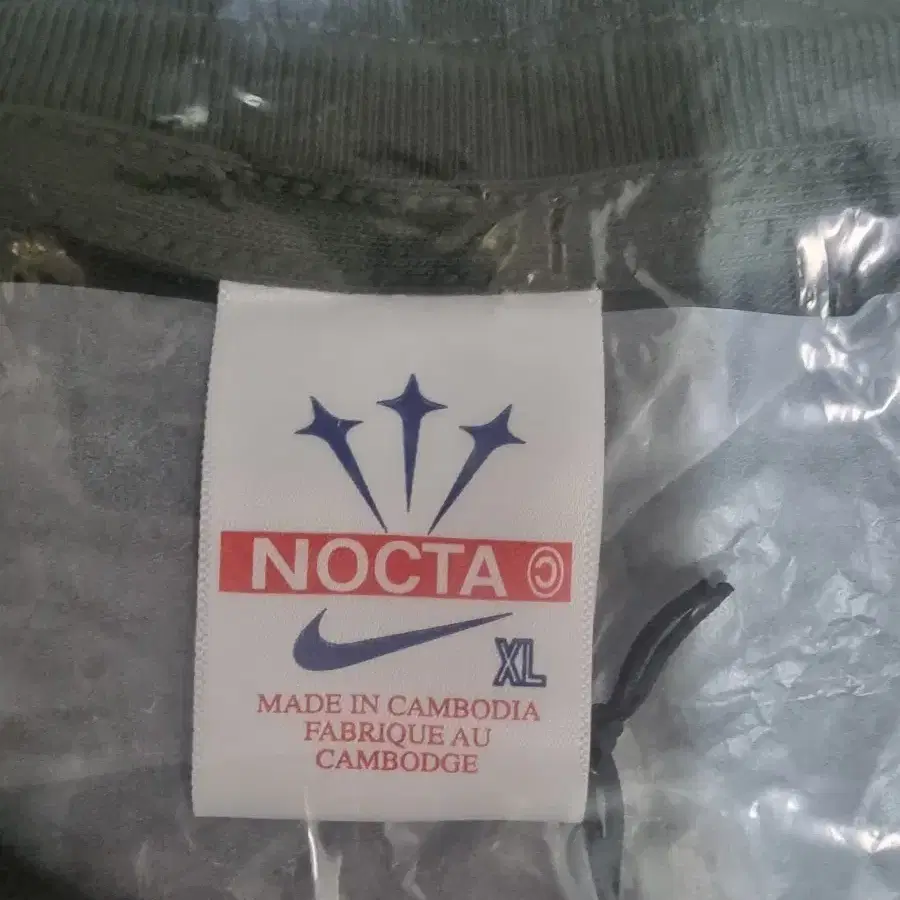 NOCTA ©
XL
MADE IN CAMBODIA
FABRIQUE AU
CAMBODGE